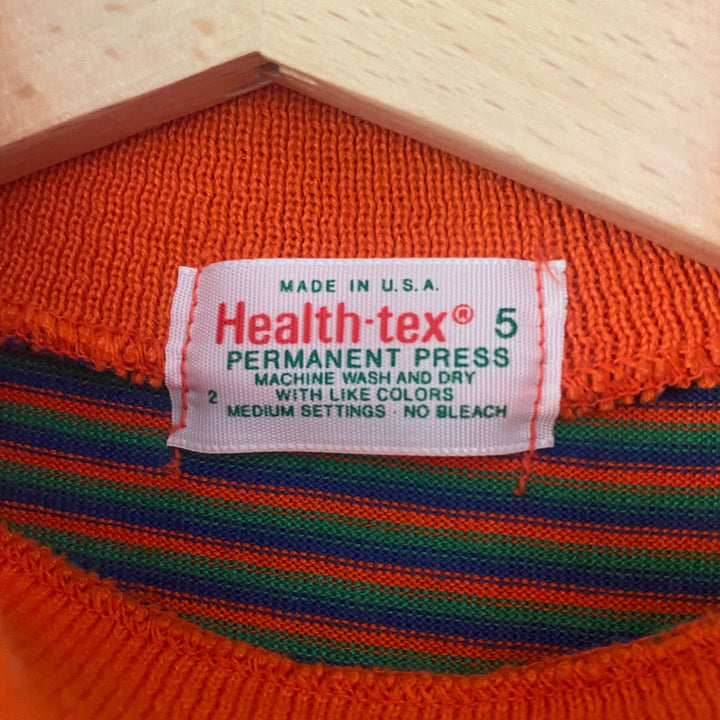 MADE IN U.S.A.
Health-tex® 5
PERMANENT PRESS
MACHINE WASH AND DRY
2 WITH LIKE COLORS
MEDIUM SETTINGS - NO BLEACH